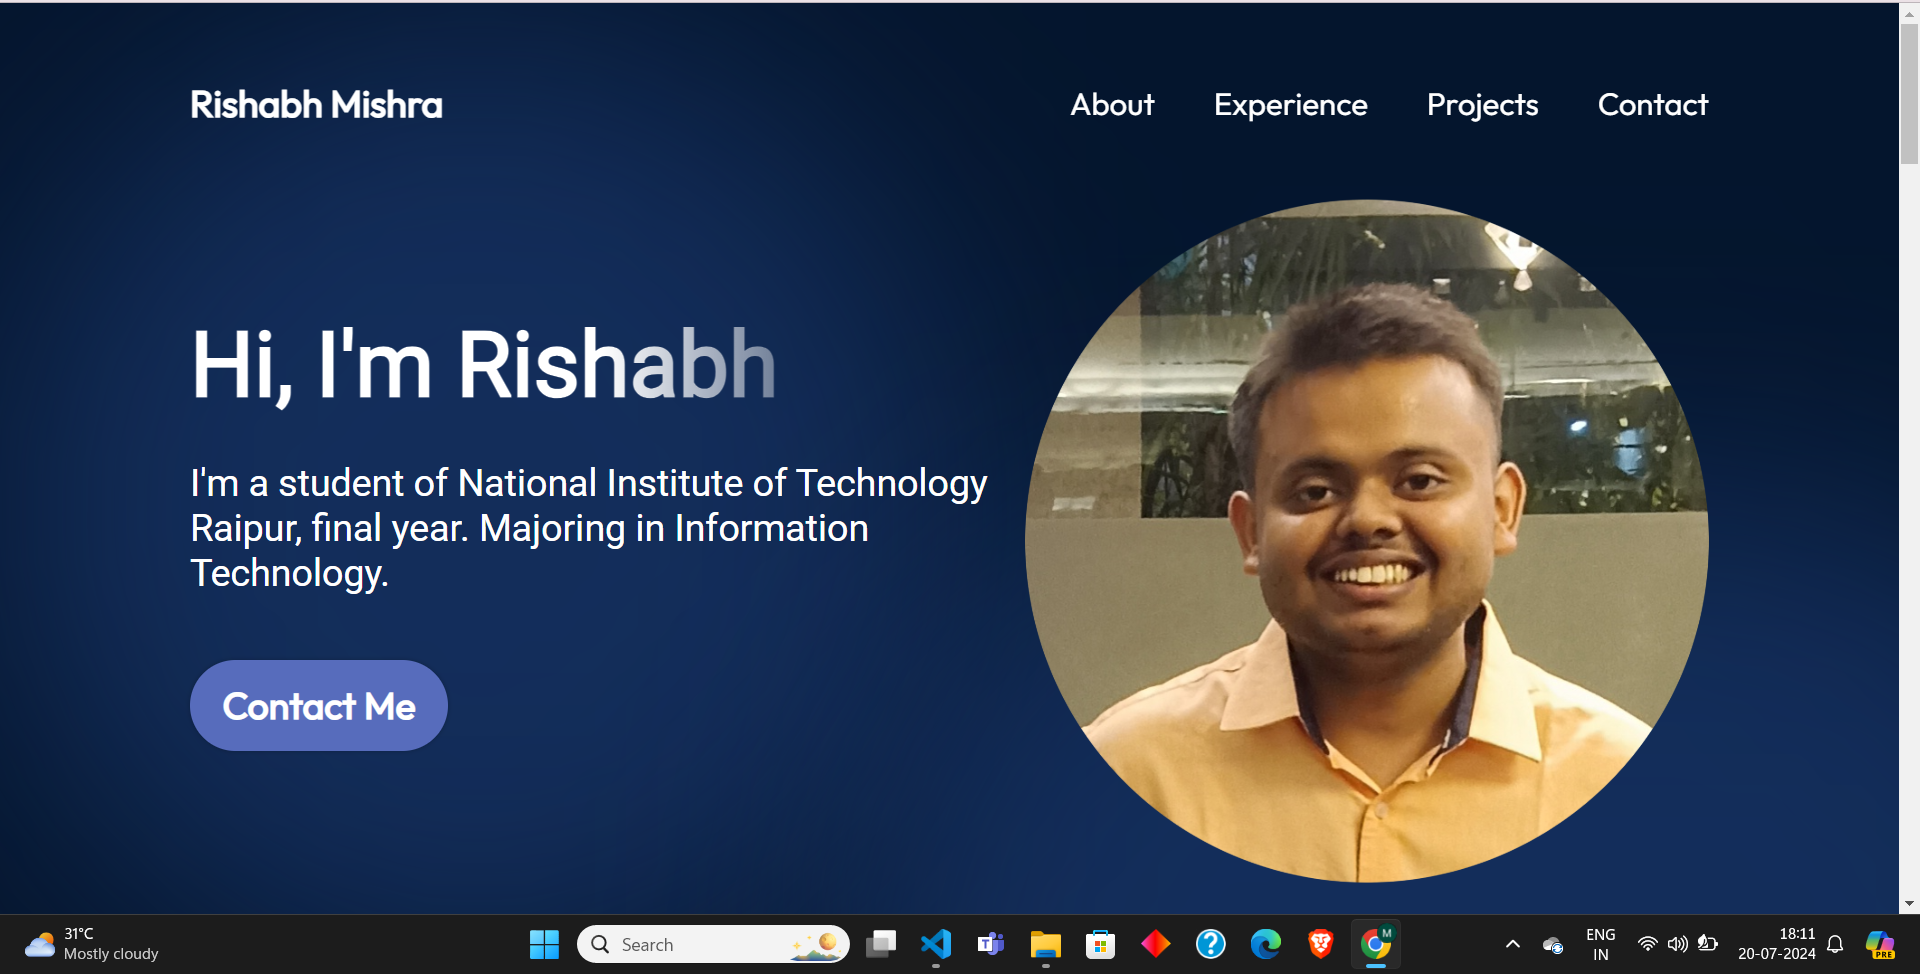 Rishabh Mishra
About Experience Projects Contact
Hi, I'm Rishabh
I'm a student of National Institute of Technology
Raipur, final year. Majoring in Information
Technology.
Contact Me
31°C
Mostly cloudy
Search
T
M
ENG
IN
18:11
20-07-2024
PRE